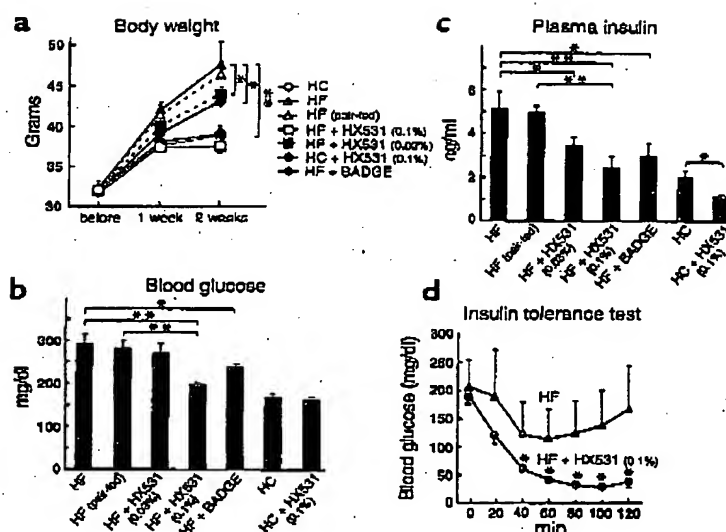 a
Body weight
50
45
40
35
30
Grams
before 1 week 2 weeks
HC
HF
HF (pair-fed)
HF + HX531 (0.1%)
HF + HX531 (0.03%)
HC + HX531 (0.1%)
HF + BADGE
b
Blood glucose
300
200
100
0
mg/dl
HF
HF (pair-fed)
HF + HX531 (0.03%)
HF + HX531 (0.1%)
HF + BADGE
HC
HC + HX531 (0.1%)
c
Plasma insulin
6
4
2
0
ng/ml
HF
HF (pair-fed)
HF + HX531 (0.03%)
HF + HX531 (0.1%)
HF + BADGE
HC
HC + HX531 (0.1%)
d
Insulin tolerance test
300
250
200
150
100
50
0
Blood glucose (mg/dl)
HF
HF + HX531 (0.1%)
0 20 40 60 80 100 120
min